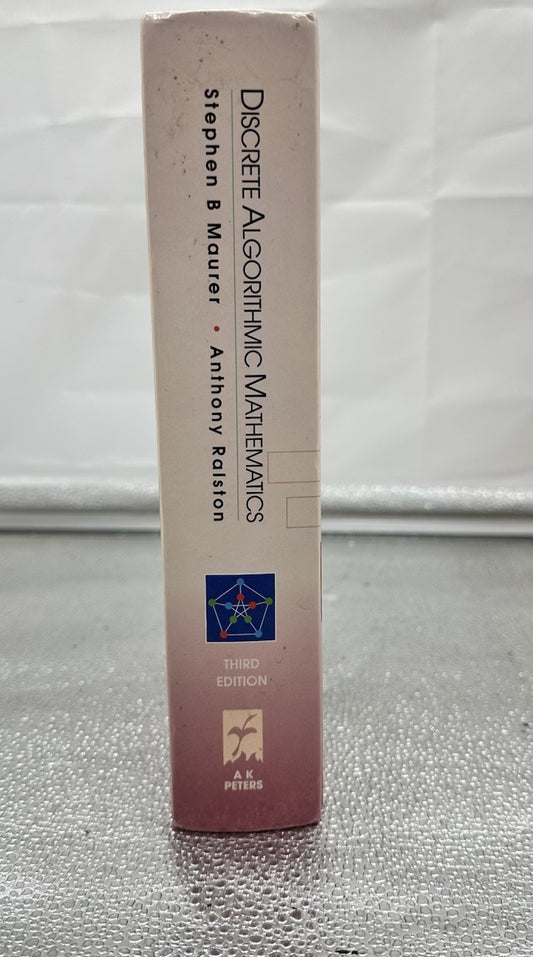 DISCRETE ALGORITHMIC MATHEMATICS
Stephen B Maurer • Anthony Ralston
THIRD
EDITION
A K
PETERS